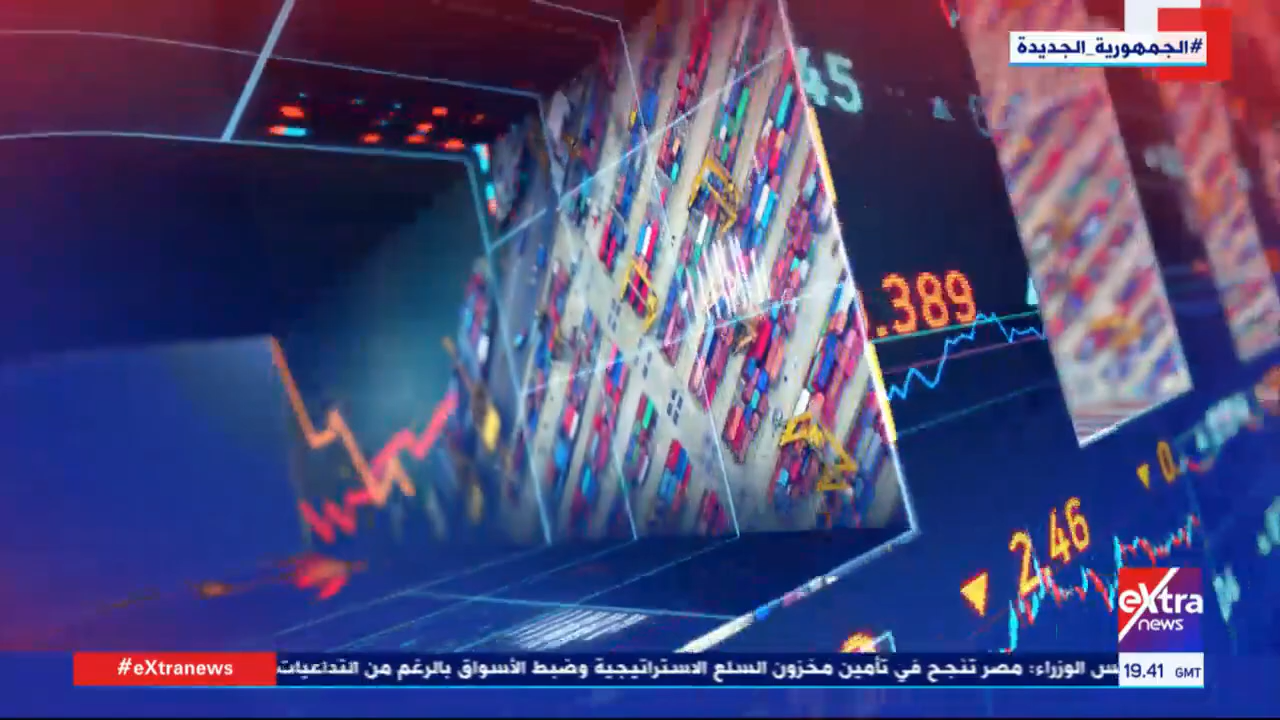 #الجمهورية_الجديدة
45
.389
0.
2.46
eXtra
news
#eXtranews
س الوزراء: مصر تنجح في تأمين مخزون السلع الاستراتيجية وضبط الأسواق بالرغم من التداعيات
19.41 GMT